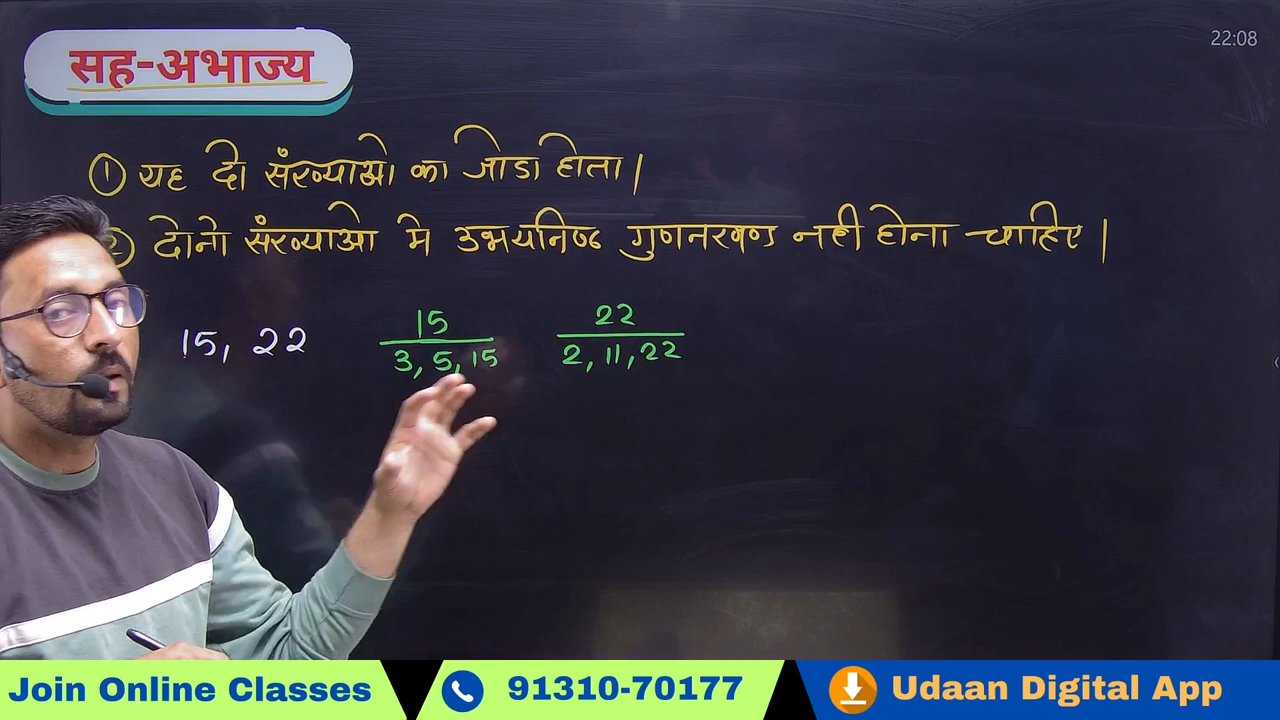 सह-अभाज्य
22:08
① यह दो संख्याओ का जोडा होता।
② दोनो संख्याओ मे उभयनिष्ठ गुणनखण्ड नही होना चाहिए।
15, 22
15
3, 5, 15
22
2, 11, 22
Join Online Classes
91310-70177
Udaan Digital App